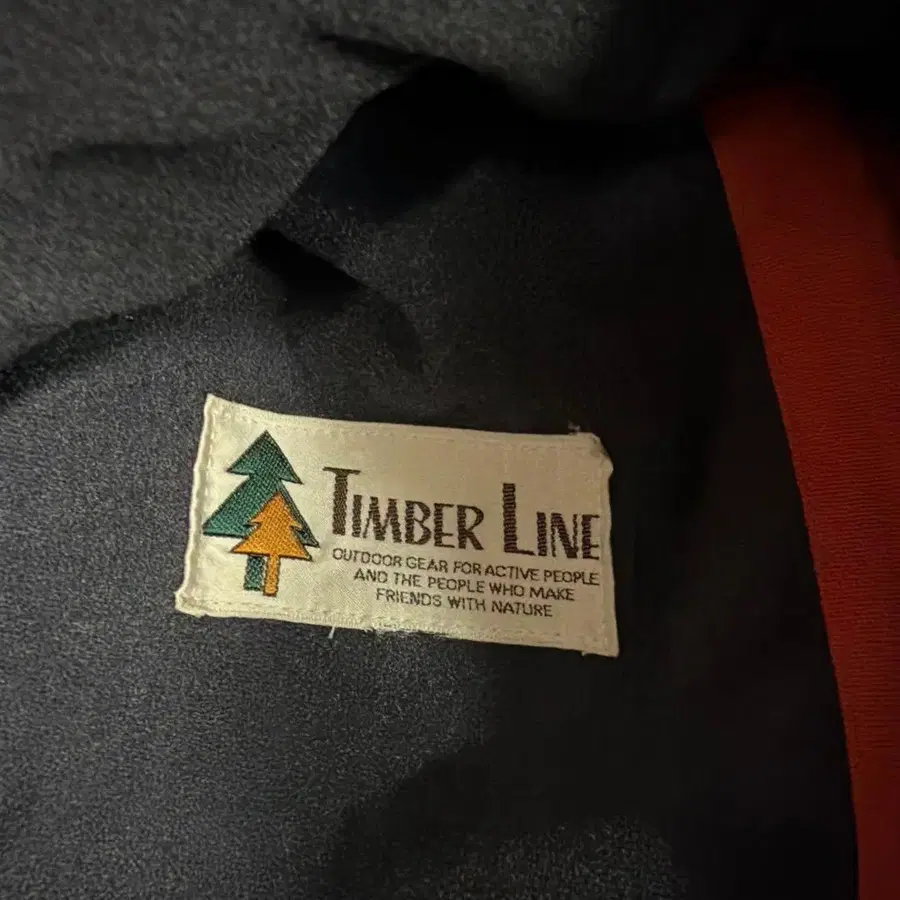 TIMBER LINE
OUTDOOR GEAR FOR ACTIVE PEOPLE
AND THE PEOPLE WHO MAKE
FRIENDS WITH NATURE